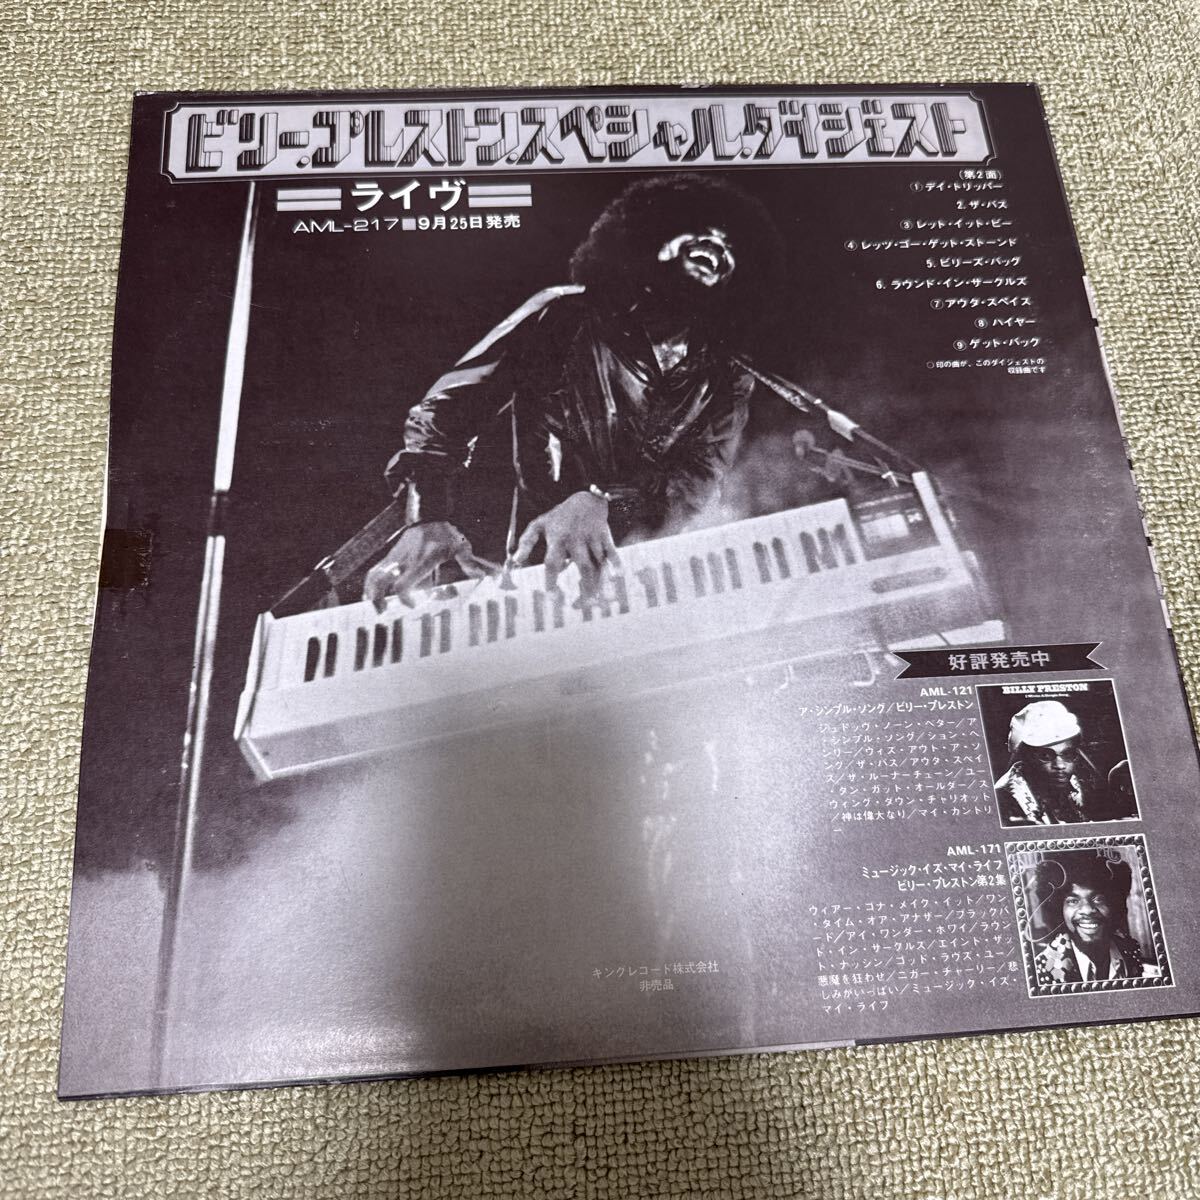 ビリー・プレストン・スペシャル・ダイジェスト
ライヴ
AML-217■9月25日発売
(第2面)
① デイ・トリッパー
2. ザ・バス
③ レット・イット・ビー
④ レッツ・ゴー・ゲット・ストーンド
5. ビリーズ・バッグ
6. ラウンド・イン・サークルズ
⑦ アウタ・スペイス
⑧ ハイヤー
⑨ ゲット・バック
○印の曲が、このダイジェストの
収録曲です
好評発売中
AML-121
ア・シンプル・ソング/ビリー・プレストン
シュドゥヴ・ノーン・ベター/ア
・シンプル・ソング/ション・ヘ
ンリー/ウィズ・アウト・ア・ソ
ング/ザ・バス/アウタ・スペイ
ス/ザ・ルーナーチューン/ユー
・タン・ガット・オールダー/ス
ウィング・ダウン・チャリオット
/神は偉大なり/マイ・カントリ
ー
BILLY PRESTON
I Wrote A Simple Song
AML-171
ミュージック・イズ・マイ・ライフ
ビリー・プレストン第2集
ウィアー・ゴナ・メイク・イット/ワン
・タイム・オア・アナザー/ブラックバ
ード/アイ・ワンダー・ホワイ/ラウン
ド・イン・サークルズ/エイント・ザッ
ト・ナッシン/ゴッド・ラヴズ・ユー/
悪魔を狂わせ/ニガー・チャーリー/悲
しみがいっぱい/ミュージック・イズ・
マイ・ライフ
キングレコード株式会社
非売品